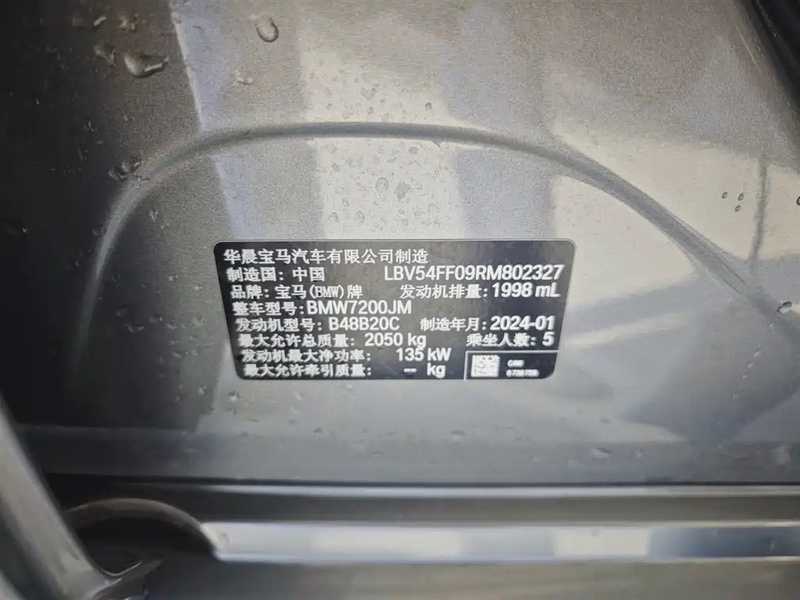 华晨宝马汽车有限公司制造
制造国: 中国 LBV54FF09RM802327
品牌: 宝马(BMW)牌 发动机排量: 1998 mL
整车型号: BMW7200JM
发动机型号: B48B20C 制造年月: 2024-01
最大允许总质量: 2050 kg 乘坐人数: 5
发动机最大净功率: 135 kW
最大允许牵引质量: -- kg